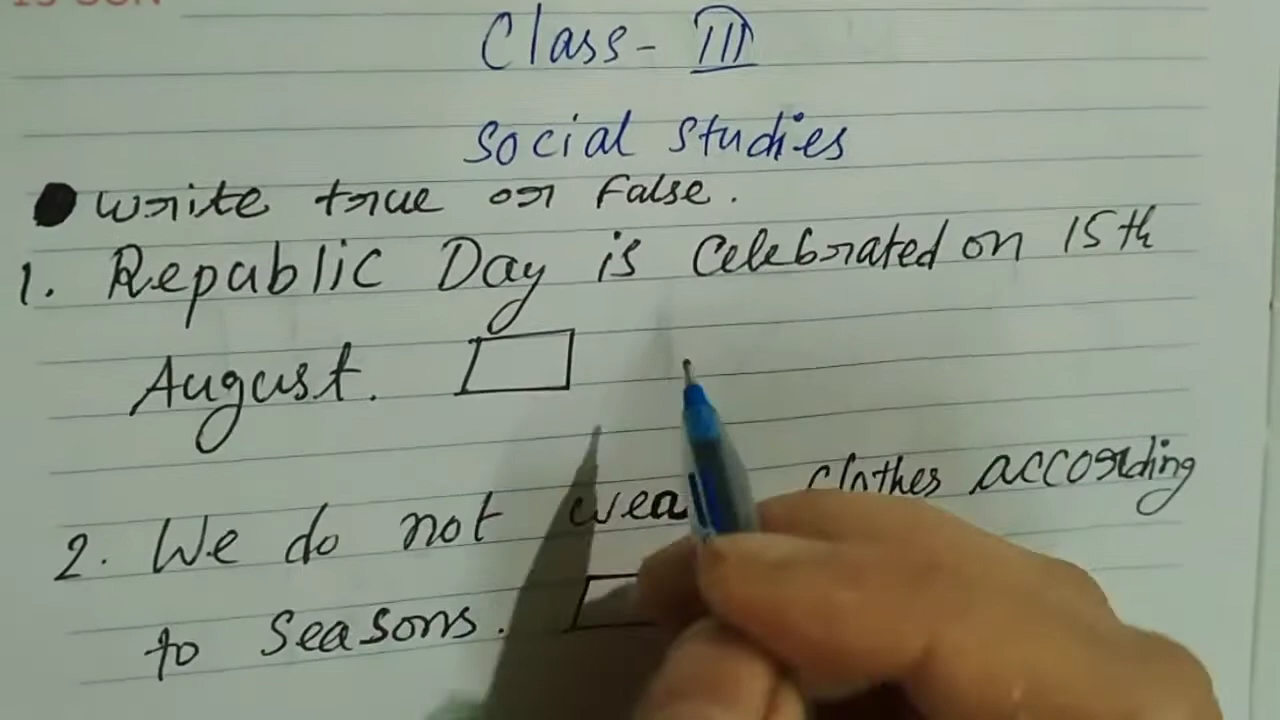 Class- III
Social Studies
Write true or False.
1. Republic Day is Celebrated on 15th
August.
2. We do not clothes according
to Seasons.